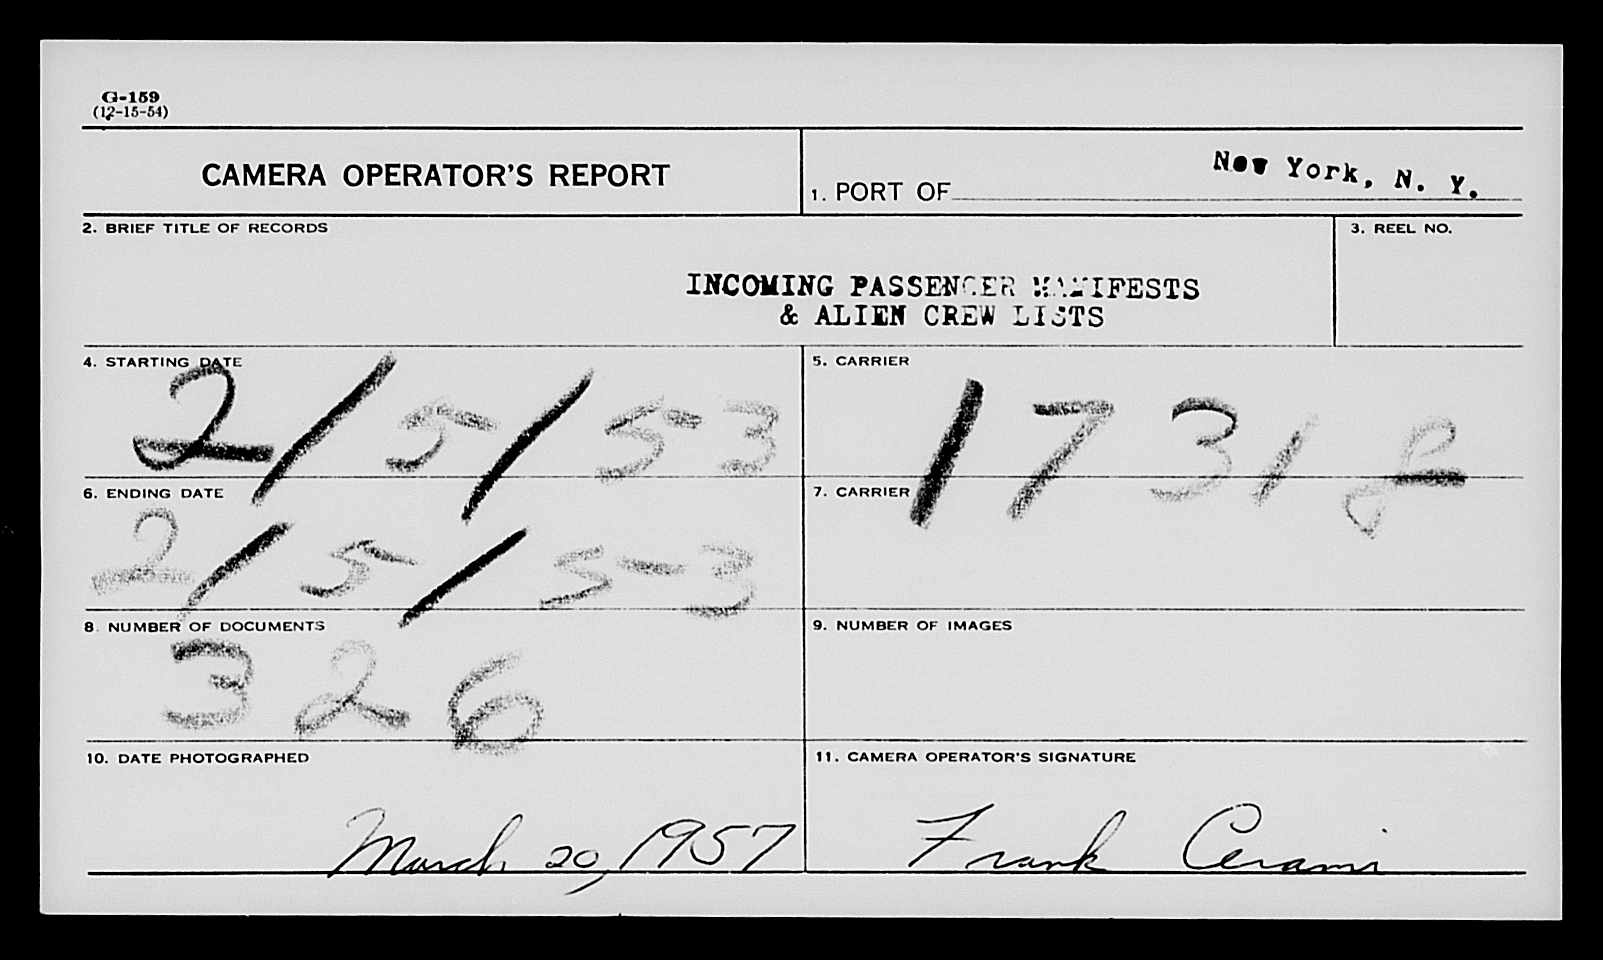 G-159
(12-15-54)
CAMERA OPERATOR'S REPORT
1. PORT OF New York, N. Y.
2. BRIEF TITLE OF RECORDS
3. REEL NO.
INCOMING PASSENGER MANIFESTS
& ALIEN CREW LISTS
4. STARTING DATE
2/5/53
5. CARRIER
17318
6. ENDING DATE
2/5/53
7. CARRIER
8. NUMBER OF DOCUMENTS
326
9. NUMBER OF IMAGES
10. DATE PHOTOGRAPHED
March 20, 1957
11. CAMERA OPERATOR'S SIGNATURE
Frank Cerami